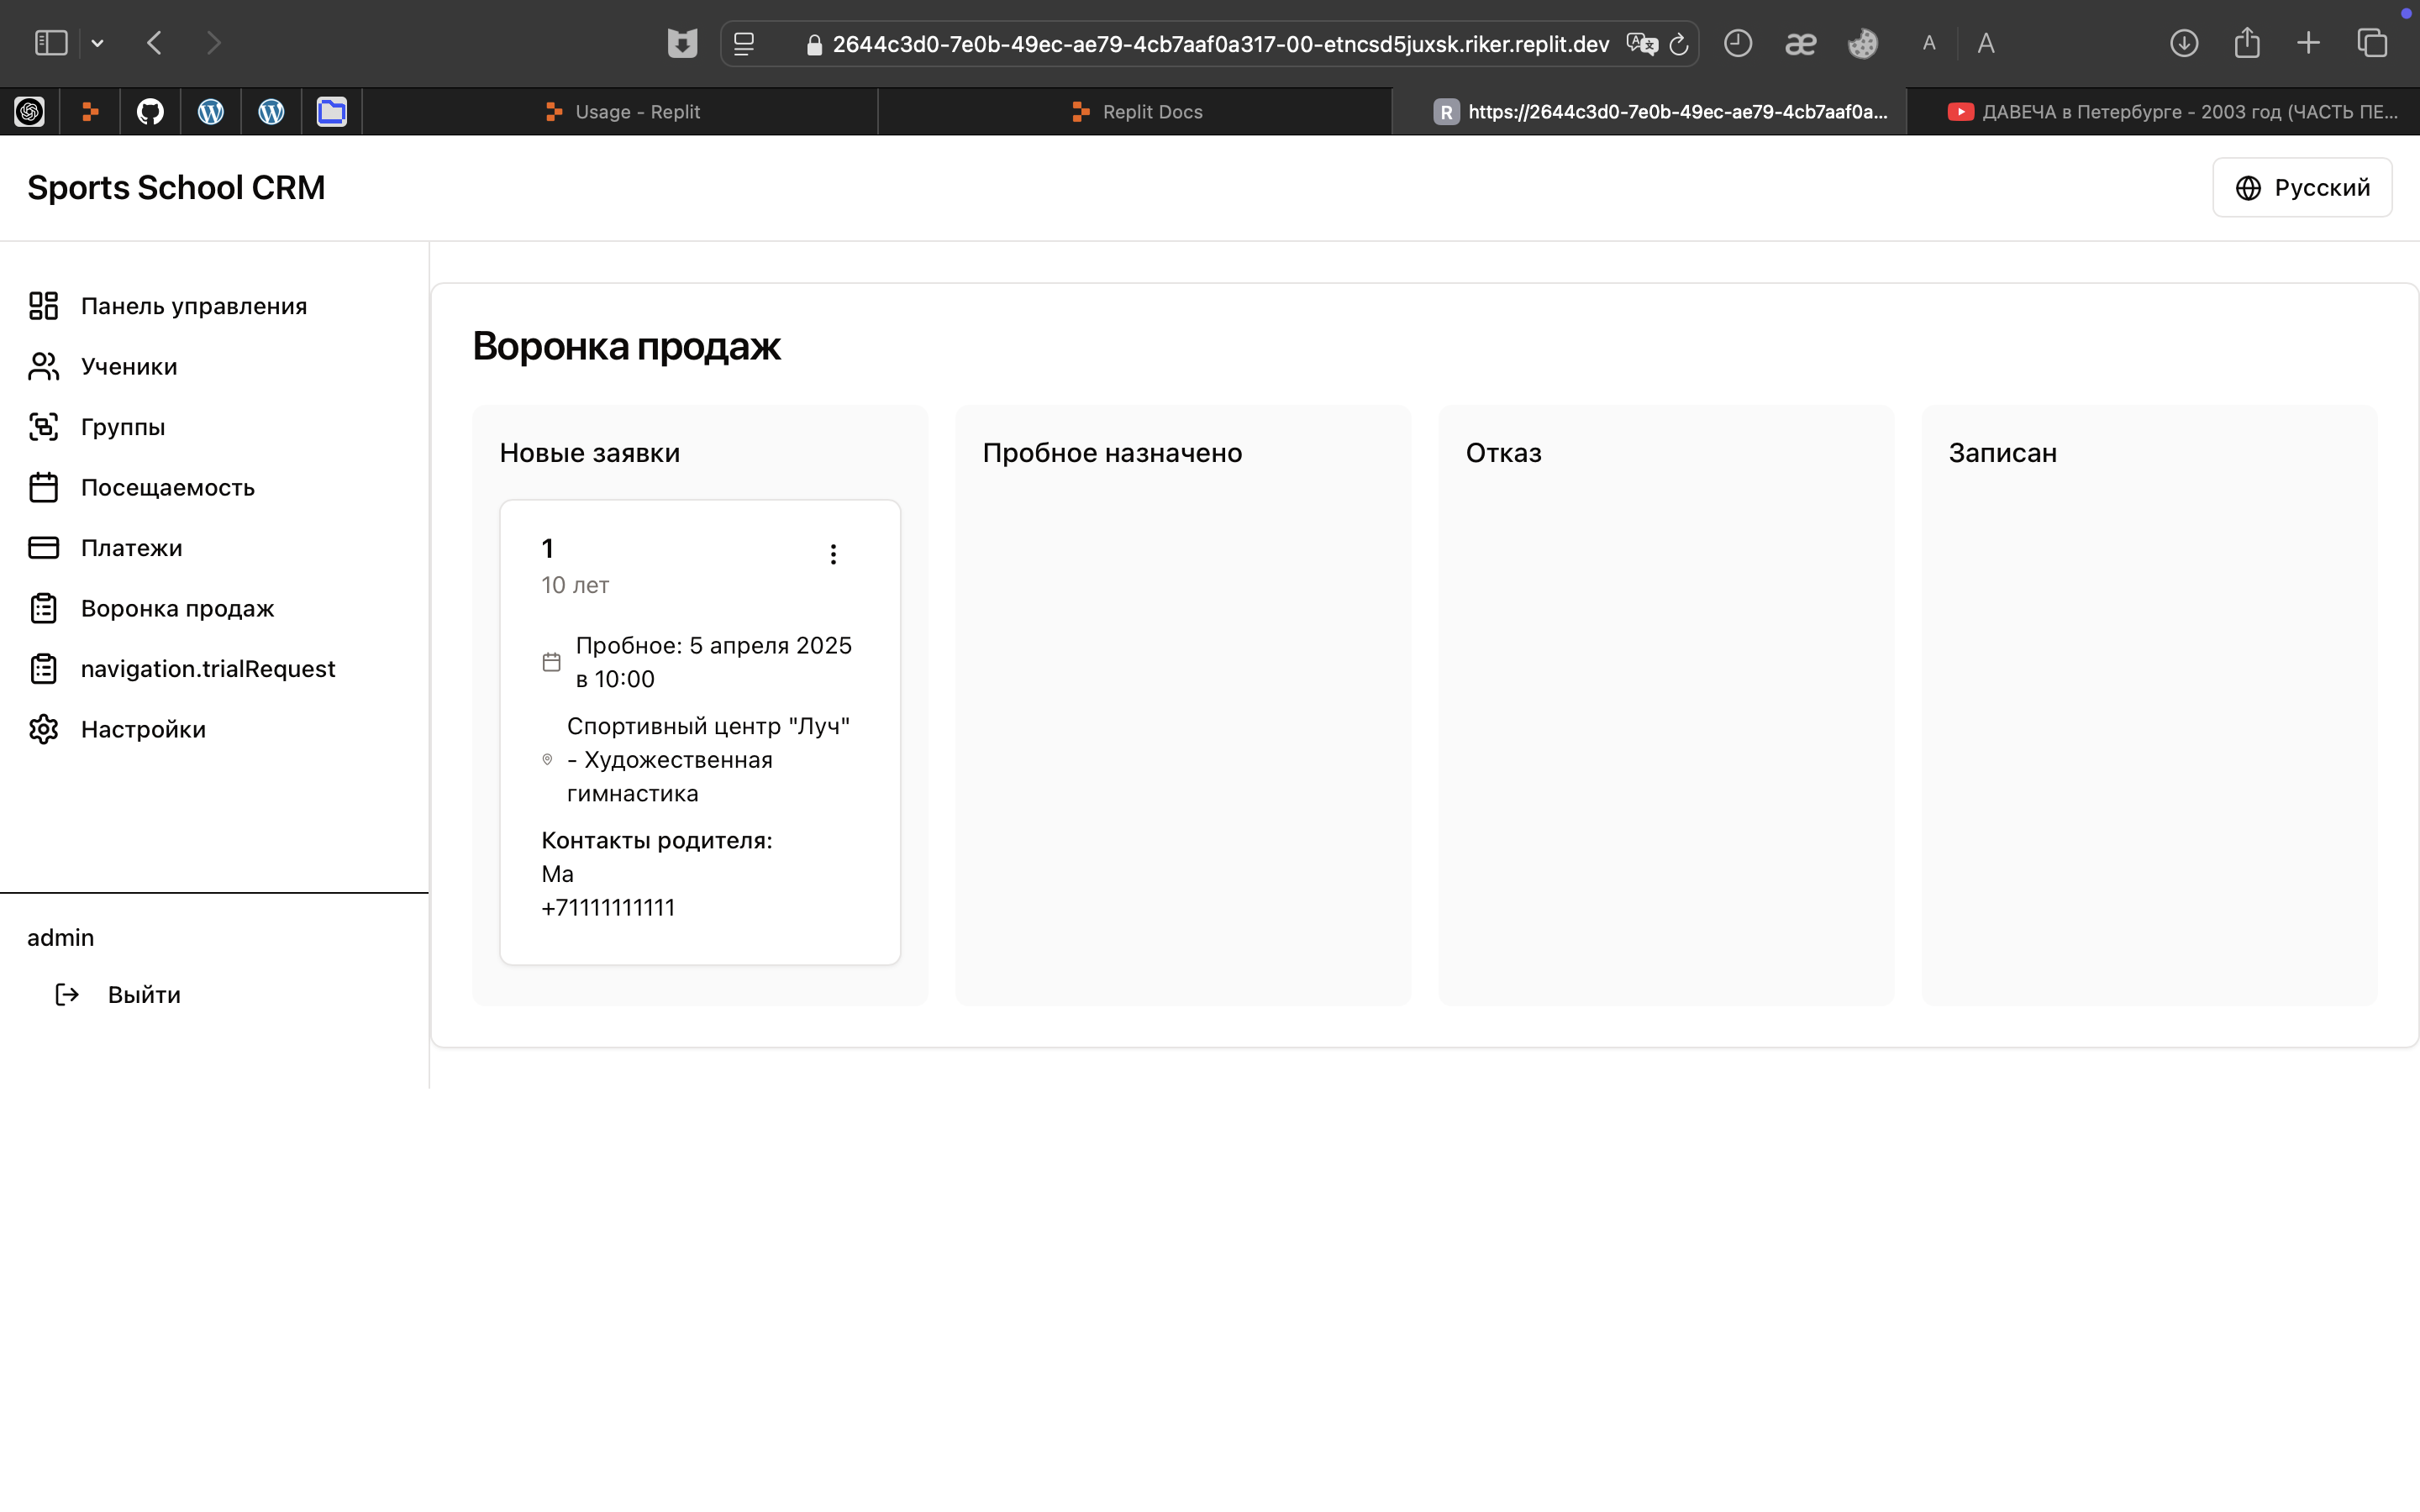 2644c3d0-7e0b-49ec-ae79-4cb7aaf0a317-00-etncsd5juxsk.riker.replit.dev
æ
A
A
Usage - Replit
Replit Docs
R
https://2644c3d0-7e0b-49ec-ae79-4cb7aaf0a...
ДАВЕЧА в Петербурге - 2003 год (ЧАСТЬ ПЕ...
Sports School CRM
Русский
Панель управления
Ученики
Группы
Посещаемость
Платежи
Воронка продаж
navigation.trialRequest
Настройки
admin
Выйти
Воронка продаж
Новые заявки
1
10 лет
Пробное: 5 апреля 2025
в 10:00
Спортивный центр "Луч"
- Художественная
гимнастика
Контакты родителя:
Ма
+71111111111
Пробное назначено
Отказ
Записан